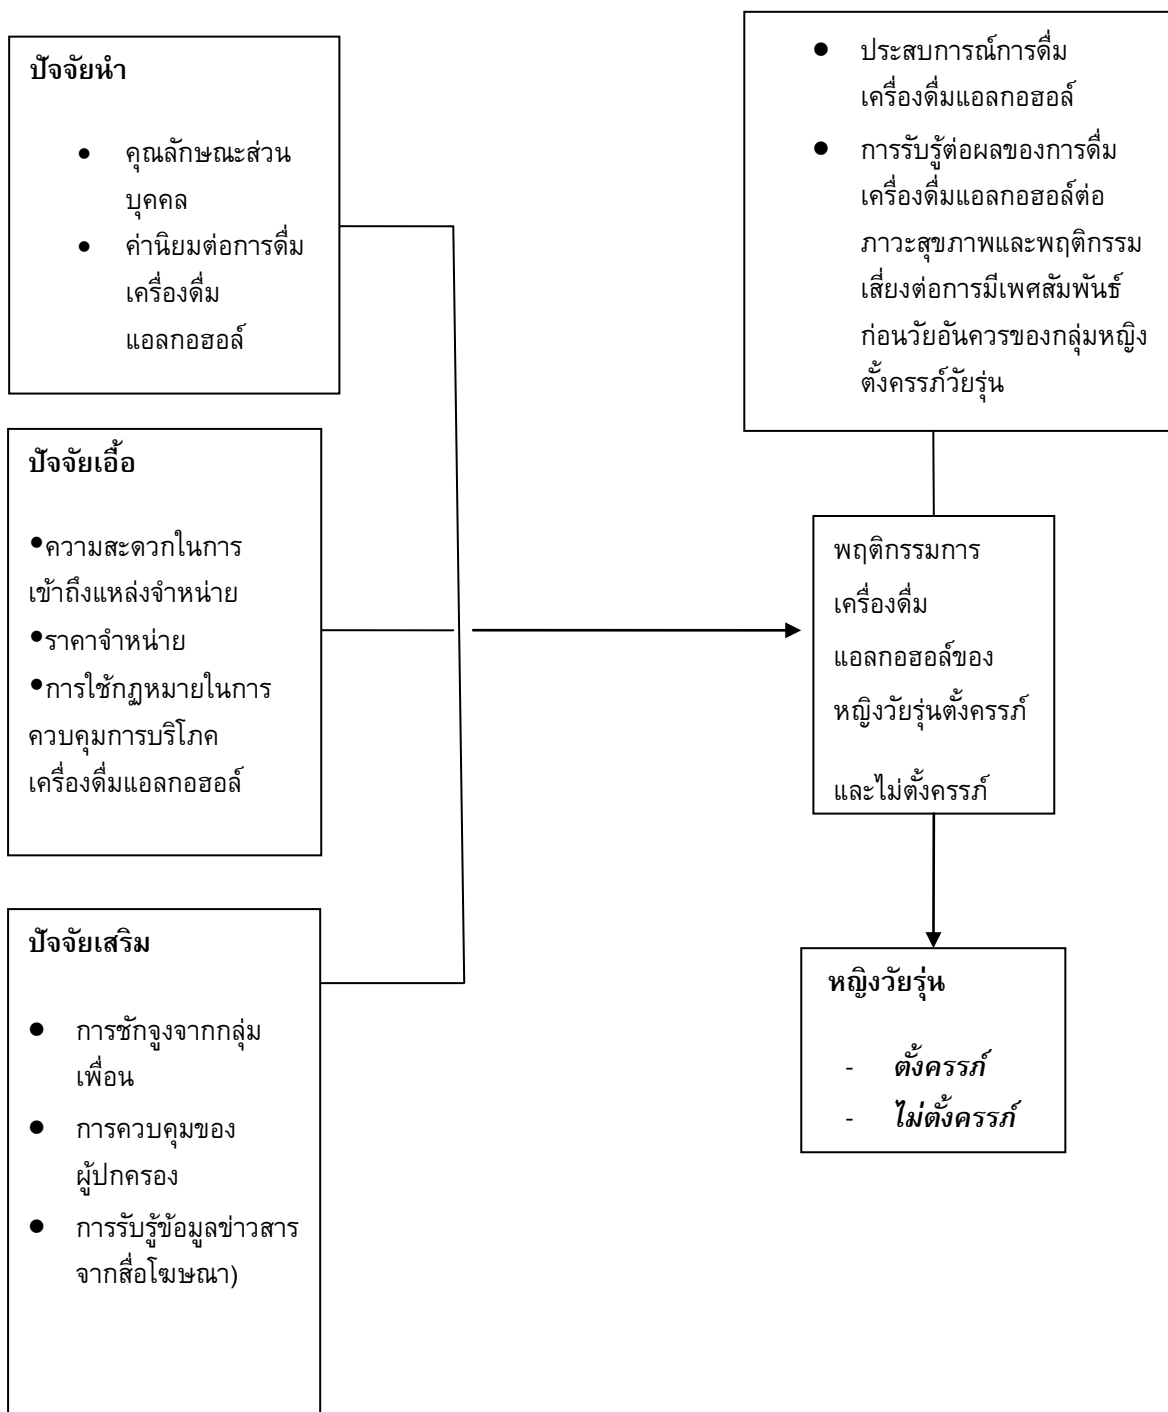 ปัจจัยนำ
● คุณลักษณะส่วน
บุคคล
● ค่านิยมต่อการดื่ม
เครื่องดื่ม
แอลกอฮอล์
ปัจจัยเอื้อ
●ความสะดวกในการ
เข้าถึงแหล่งจำหน่าย
●ราคาจำหน่าย
●การใช้กฎหมายในการ
ควบคุมการบริโภค
เครื่องดื่มแอลกอฮอล์
ปัจจัยเสริม
● การชักจูงจากกลุ่ม
เพื่อน
● การควบคุมของ
ผู้ปกครอง
● การรับรู้ข้อมูลข่าวสาร
จากสื่อโฆษณา)
● ประสบการณ์การดื่ม
เครื่องดื่มแอลกอฮอล์
● การรับรู้ต่อผลของการดื่ม
เครื่องดื่มแอลกอฮอล์ต่อ
ภาวะสุขภาพและพฤติกรรม
เสี่ยงต่อการมีเพศสัมพันธ์
ก่อนวัยอันควรของกลุ่มหญิง
ตั้งครรภ์วัยรุ่น
พฤติกรรมการ
เครื่องดื่ม
แอลกอฮอล์ของ
หญิงวัยรุ่นตั้งครรภ์
และไม่ตั้งครรภ์
หญิงวัยรุ่น
- ตั้งครรภ์
- ไม่ตั้งครรภ์